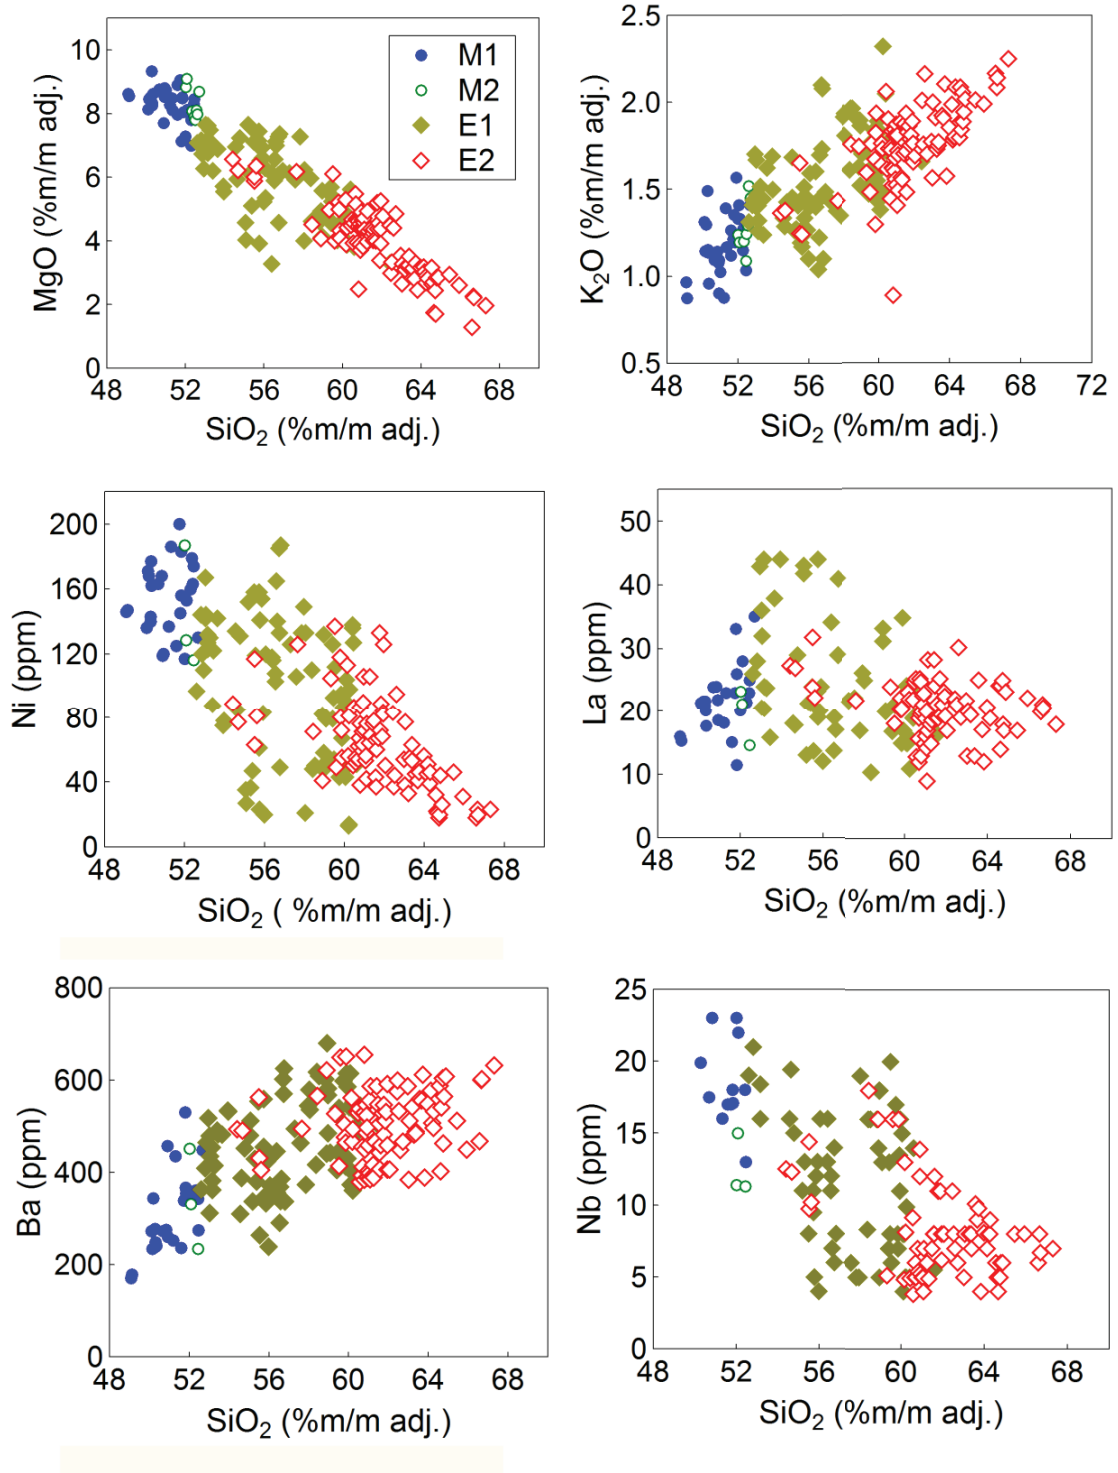 10
8
6
4
2
0
MgO (%m/m adj.)
48 52 56 60 64 68
SiO₂ (%m/m adj.)
M1
M2
E1
E2
2.5
2.0
1.5
1.0
0.5
K₂O (%m/m adj.)
48 52 56 60 64 68 72
SiO₂ (%m/m adj.)
200
160
120
80
40
0
Ni (ppm)
48 52 56 60 64 68
SiO₂ ( %m/m adj.)
50
40
30
20
10
0
La (ppm)
48 52 56 60 64 68
SiO₂ (%m/m adj.)
800
600
400
200
0
Ba (ppm)
48 52 56 60 64 68
SiO₂ (%m/m adj.)
25
20
15
10
5
0
Nb (ppm)
48 52 56 60 64 68
SiO₂ (%m/m adj.)